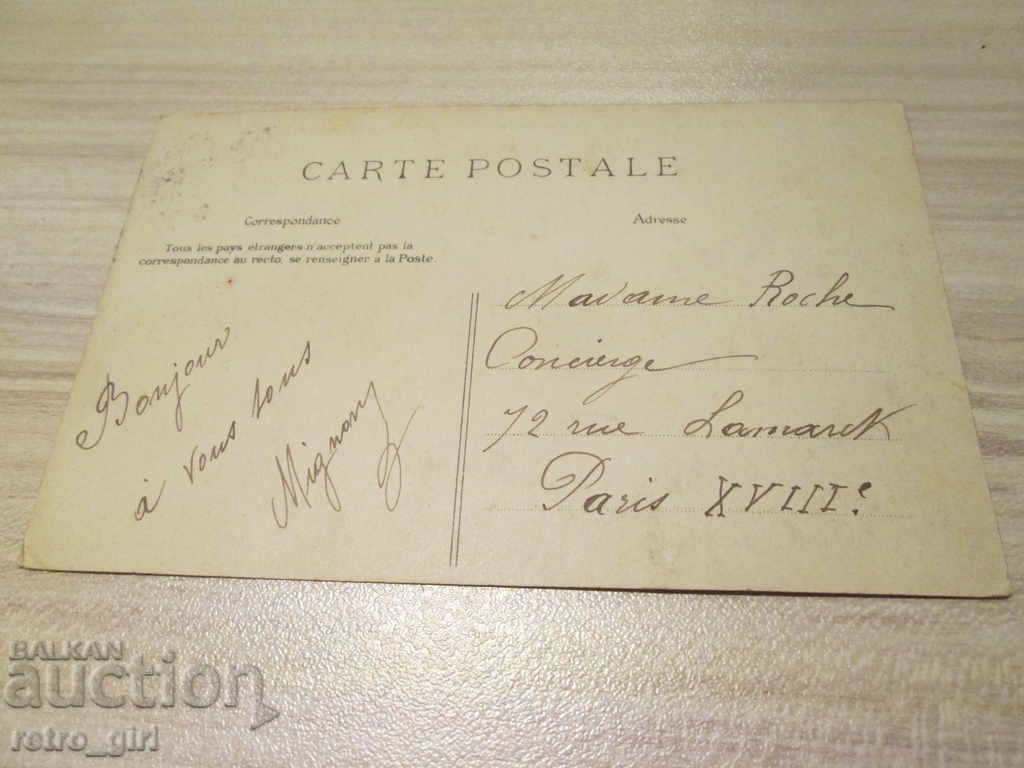 CARTE POSTALE
Correspondance
Tous les pays étrangers n'acceptent pas la
correspondance au recto, se renseigner à la Poste.
Bonjour
à vous tous
Mignon
Adresse
Madame Roche
Concierge
72 rue Lamarck
Paris XVIIIe
BALKAN
auction
retro_girl